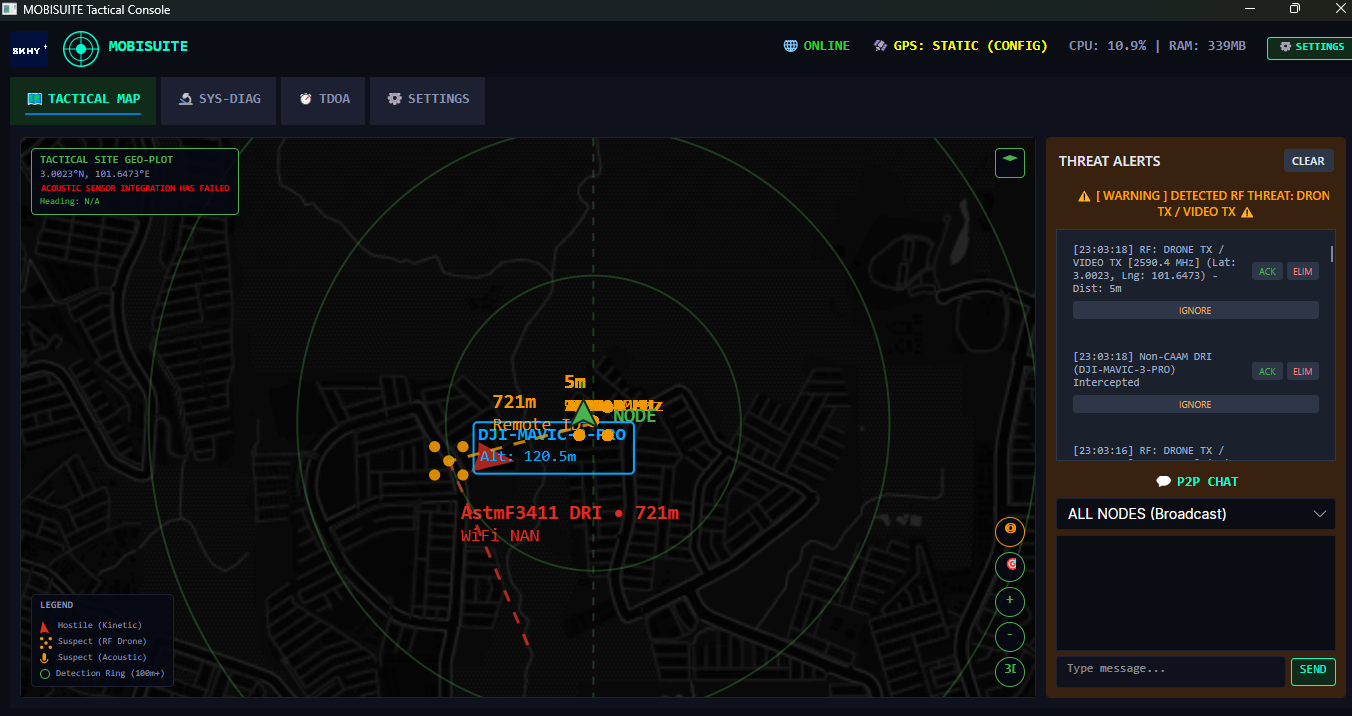 MOBISUITE Tactical Console
SKHY +
MOBISUITE
ONLINE
GPS: STATIC (CONFIG)
CPU: 10.9% | RAM: 339MB
SETTINGS
TACTICAL MAP
SYS-DIAG
TDOA
SETTINGS
TACTICAL SITE GEO-PLOT
3.0023°N, 101.6473°E
ACOUSTIC SENSOR INTEGRATION HAS FAILED
Heading: N/A
5m
721m
NODE
Remote ID
DJI-MAVIC-3-PRO
Alt: 120.5m
AstmF3411 DRI • 721m
WiFi NAN
+
-
3D
LEGEND
Hostile (Kinetic)
Suspect (RF Drone)
Suspect (Acoustic)
Detection Ring (100m+)
THREAT ALERTS
CLEAR
[ WARNING ] DETECTED RF THREAT: DRON
TX / VIDEO TX
[23:03:18] RF: DRONE TX /
VIDEO TX [2590.4 MHz] (Lat:
3.0023, Lng: 101.6473) -
Dist: 5m
ACK
ELIM
IGNORE
[23:03:18] Non-CAAM DRI
(DJI-MAVIC-3-PRO)
Intercepted
ACK
ELIM
IGNORE
[23:03:16] RF: DRONE TX /
P2P CHAT
ALL NODES (Broadcast)
Type message...
SEND